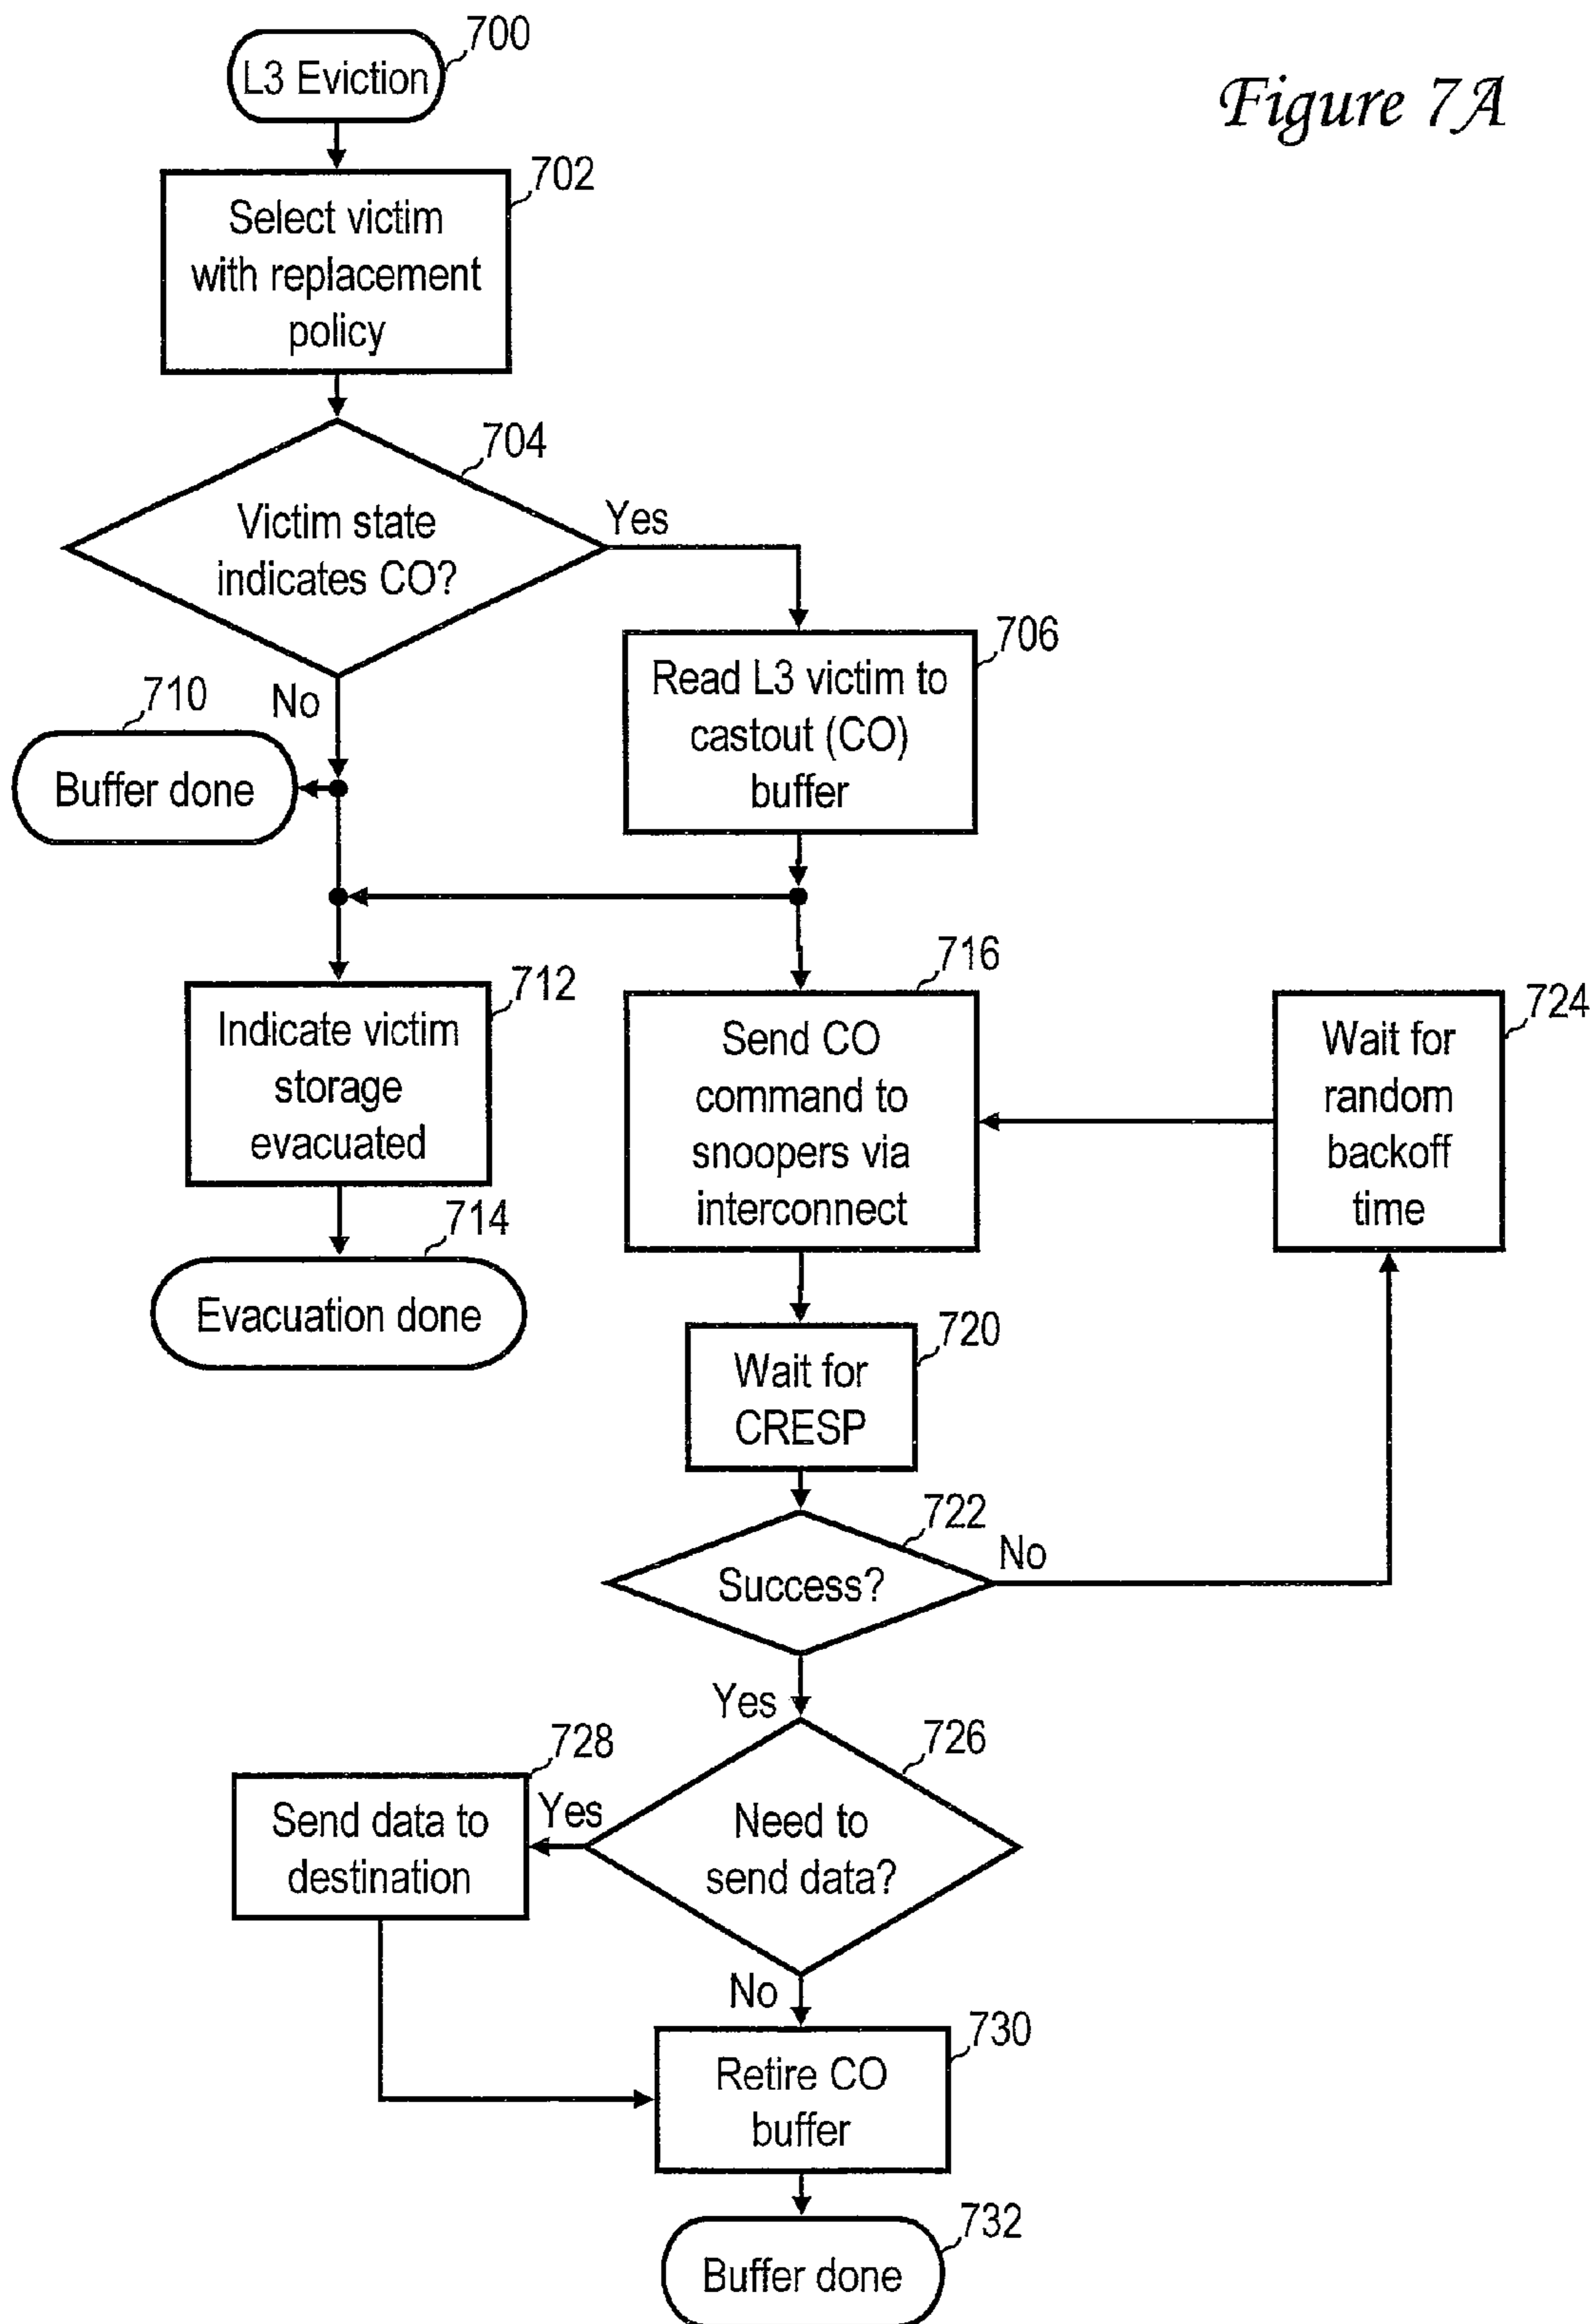 700
L3 Eviction
Figure 7A
702
Select victim
with replacement
policy
704
Victim state
indicates CO?
Yes
706
Read L3 victim to
castout (CO)
buffer
No
710
Buffer done
712
Indicate victim
storage
evacuated
714
Evacuation done
716
Send CO
command to
snoopers via
interconnect
724
Wait for
random
backoff
time
720
Wait for
CRESP
722
Success?
No
Yes
726
Need to
send data?
Yes
728
Send data to
destination
No
730
Retire CO
buffer
732
Buffer done